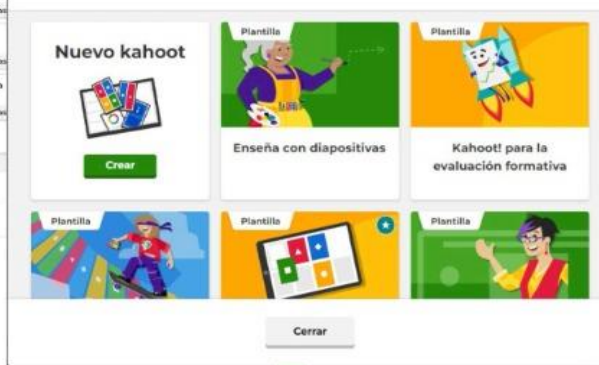 Nuevo kahoot
Crear
Plantilla
Enseña con diapositivas
Plantilla
Kahoot! para la
evaluación formativa
Plantilla
Plantilla
Plantilla
Cerrar